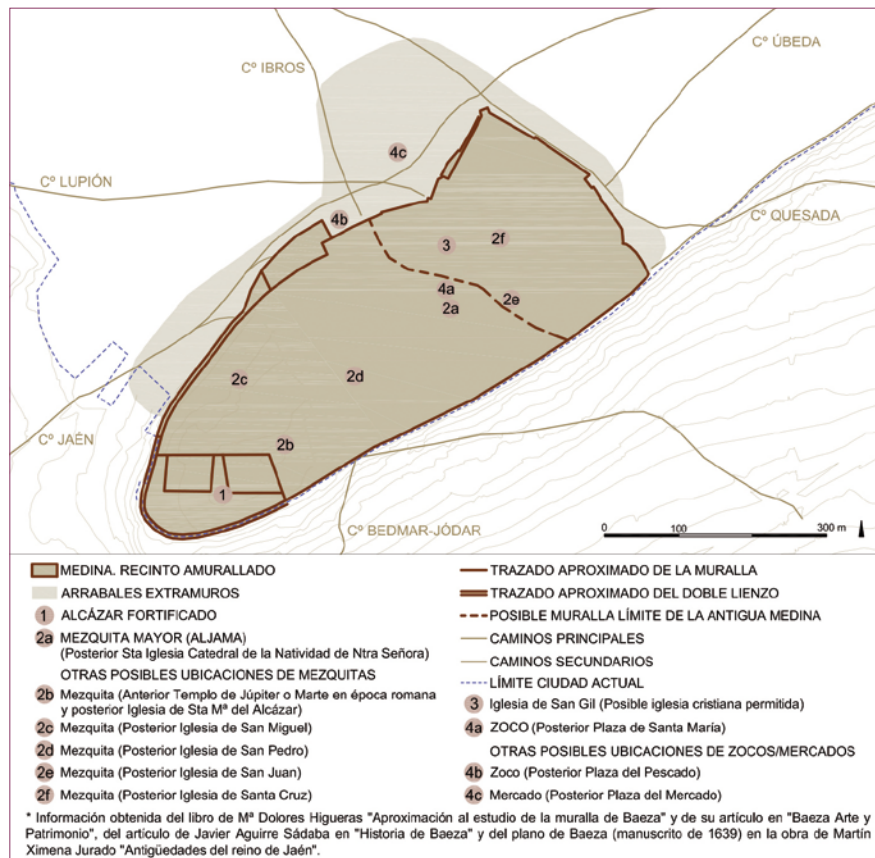 Cº ÚBEDA
Cº IBROS
4c
Cº LUPIÓN
Cº QUESADA
4b
3
2f
4a
2a
2e
2c
2d
Cº JAÉN
2b
1
Cº BEDMAR-JÓDAR
0 100 300 m
MEDINA. RECINTO AMURALLADO
ARRABALES EXTRAMUROS
1 ALCÁZAR FORTIFICADO
2a MEZQUITA MAYOR (ALJAMA)
(Posterior Sta Iglesia Catedral de la Natividad de Ntra Señora)
OTRAS POSIBLES UBICACIONES DE MEZQUITAS
2b Mezquita (Anterior Templo de Júpiter o Marte en época romana
y posterior Iglesia de Sta Mª del Alcázar)
2c Mezquita (Posterior Iglesia de San Miguel)
2d Mezquita (Posterior Iglesia de San Pedro)
2e Mezquita (Posterior Iglesia de San Juan)
2f Mezquita (Posterior Iglesia de Santa Cruz)
TRAZADO APROXIMADO DE LA MURALLA
TRAZADO APROXIMADO DEL DOBLE LIENZO
POSIBLE MURALLA LÍMITE DE LA ANTIGUA MEDINA
CAMINOS PRINCIPALES
CAMINOS SECUNDARIOS
LÍMITE CIUDAD ACTUAL
3 Iglesia de San Gil (Posible iglesia cristiana permitida)
4a ZOCO (Posterior Plaza de Santa María)
OTRAS POSIBLES UBICACIONES DE ZOCOS/MERCADOS
4b Zoco (Posterior Plaza del Pescado)
4c Mercado (Posterior Plaza del Mercado)
* Información obtenida del libro de Mª Dolores Higueras "Aproximación al estudio de la muralla de Baeza" y de su artículo en "Baeza Arte y
Patrimonio", del artículo de Javier Aguirre Sádaba en "Historia de Baeza" y del plano de Baeza (manuscrito de 1639) en la obra de Martín
Ximena Jurado "Antigüedades del reino de Jaén".